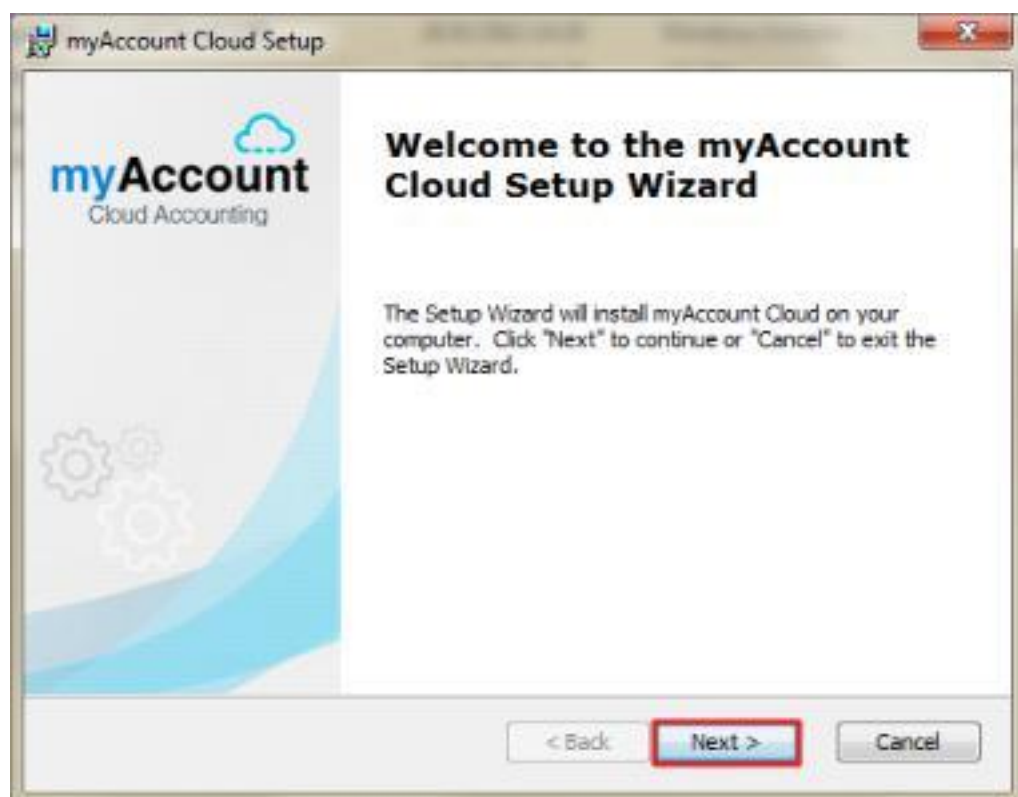 myAccount Cloud Setup
myAccount
Cloud Accounting
Welcome to the myAccount
Cloud Setup Wizard
The Setup Wizard will install myAccount Cloud on your
computer. Click "Next" to continue or "Cancel" to exit the
Setup Wizard.
< Back Next > Cancel